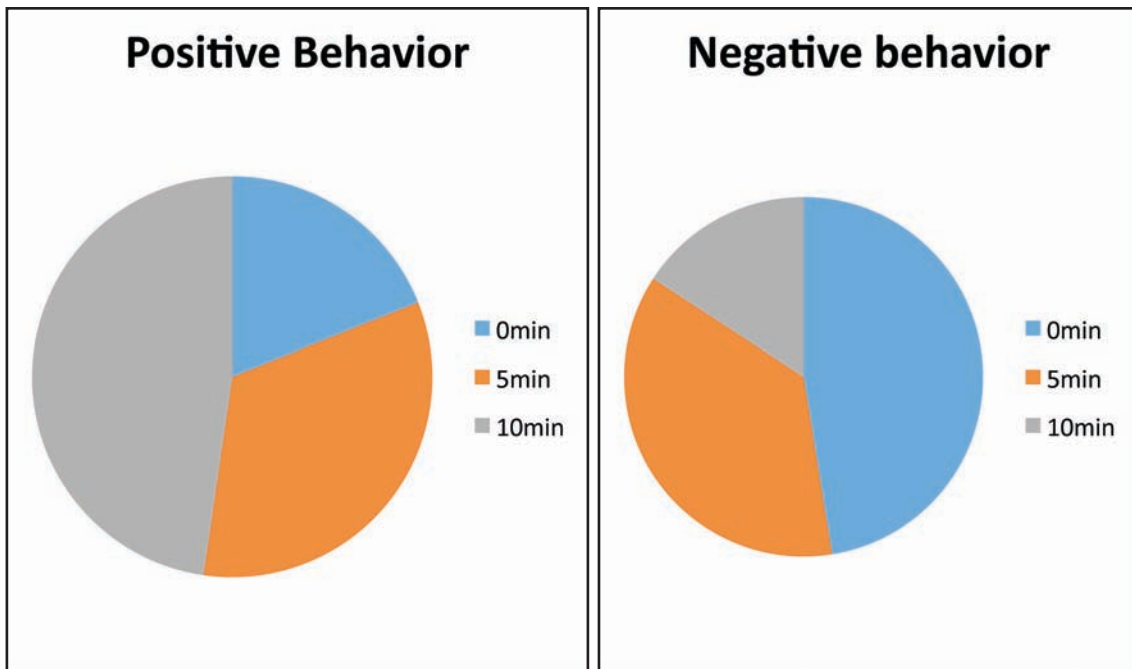 Positive Behavior
0min
5min
10min
Negative behavior
0min
5min
10min